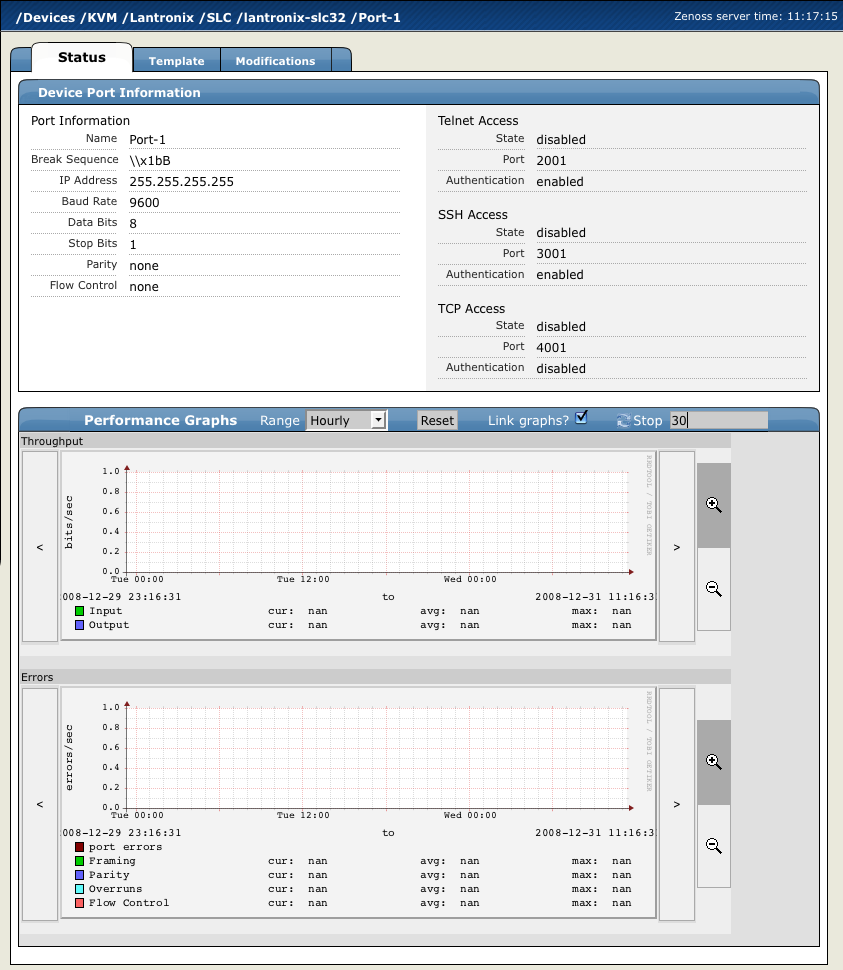 /Devices /KVM /Lantronix /SLC /lantronix-slc32 /Port-1 Zenoss server time: 11:17:15
Status Template Modifications
Device Port Information
Port Information
Name Port-1
Break Sequence \\x1bB
IP Address 255.255.255.255
Baud Rate 9600
Data Bits 8
Stop Bits 1
Parity none
Flow Control none
Telnet Access
State disabled
Port 2001
Authentication enabled
SSH Access
State disabled
Port 3001
Authentication enabled
TCP Access
State disabled
Port 4001
Authentication disabled
Performance Graphs Range Hourly Reset Link graphs? Stop 30
Throughput
<
bits/sec
1.0
0.8
0.6
0.4
0.2
0.0
Tue 00:00 Tue 12:00 Wed 00:00
008-12-29 23:16:31 to 2008-12-31 11:16:3
Input cur: nan avg: nan max: nan
Output cur: nan avg: nan max: nan
RRDTOOL / TOBI OETIKER
>
Errors
<
errors/sec
1.0
0.8
0.6
0.4
0.2
0.0
Tue 00:00 Tue 12:00 Wed 00:00
008-12-29 23:16:31 to 2008-12-31 11:16:3
port errors
Framing cur: nan avg: nan max: nan
Parity cur: nan avg: nan max: nan
Overruns cur: nan avg: nan max: nan
Flow Control cur: nan avg: nan max: nan
RRDTOOL / TOBI OETIKER
>